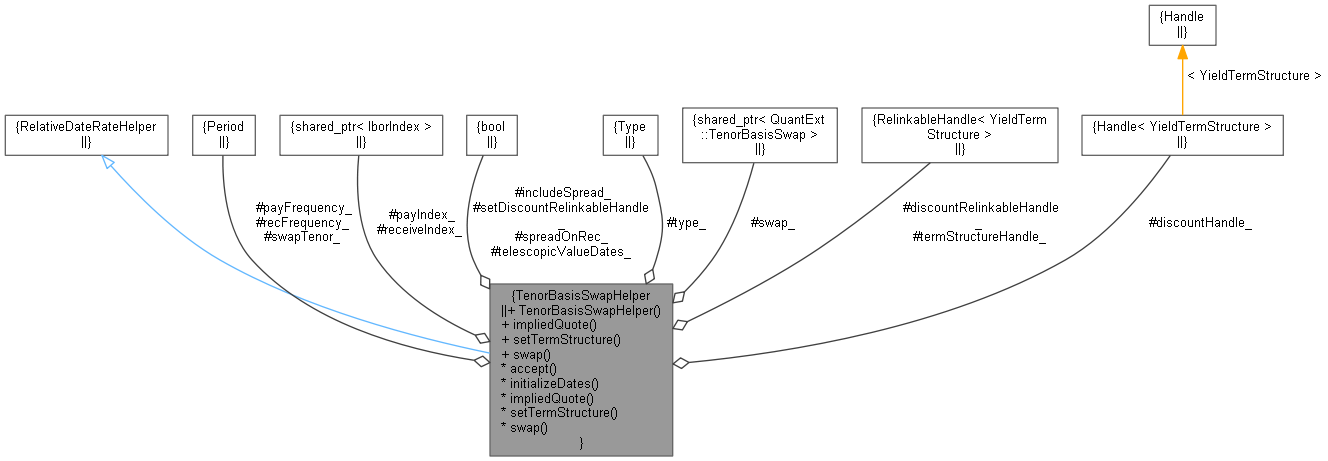 {Handle
||}
< YieldTermStructure >
{RelativeDateRateHelper
||}
{Period
||}
{shared_ptr< IborIndex >
||}
{bool
||}
{Type
||}
{shared_ptr< QuantExt
::TenorBasisSwap >
||}
{RelinkableHandle< YieldTerm
Structure >
||}
{Handle< YieldTermStructure >
||}
#payFrequency_
#recFrequency_
#swapTenor_
#payIndex_
#receiveIndex_
#includeSpread_
#setDiscountRelinkableHandle
_
#spreadOnRec_
#telescopicValueDates_
#type_
#swap_
#discountRelinkableHandle
_
#termStructureHandle_
#discountHandle_
{TenorBasisSwapHelper
||+ TenorBasisSwapHelper()
+ impliedQuote()
+ setTermStructure()
+ swap()
* accept()
* initializeDates()
* impliedQuote()
* setTermStructure()
* swap()
}